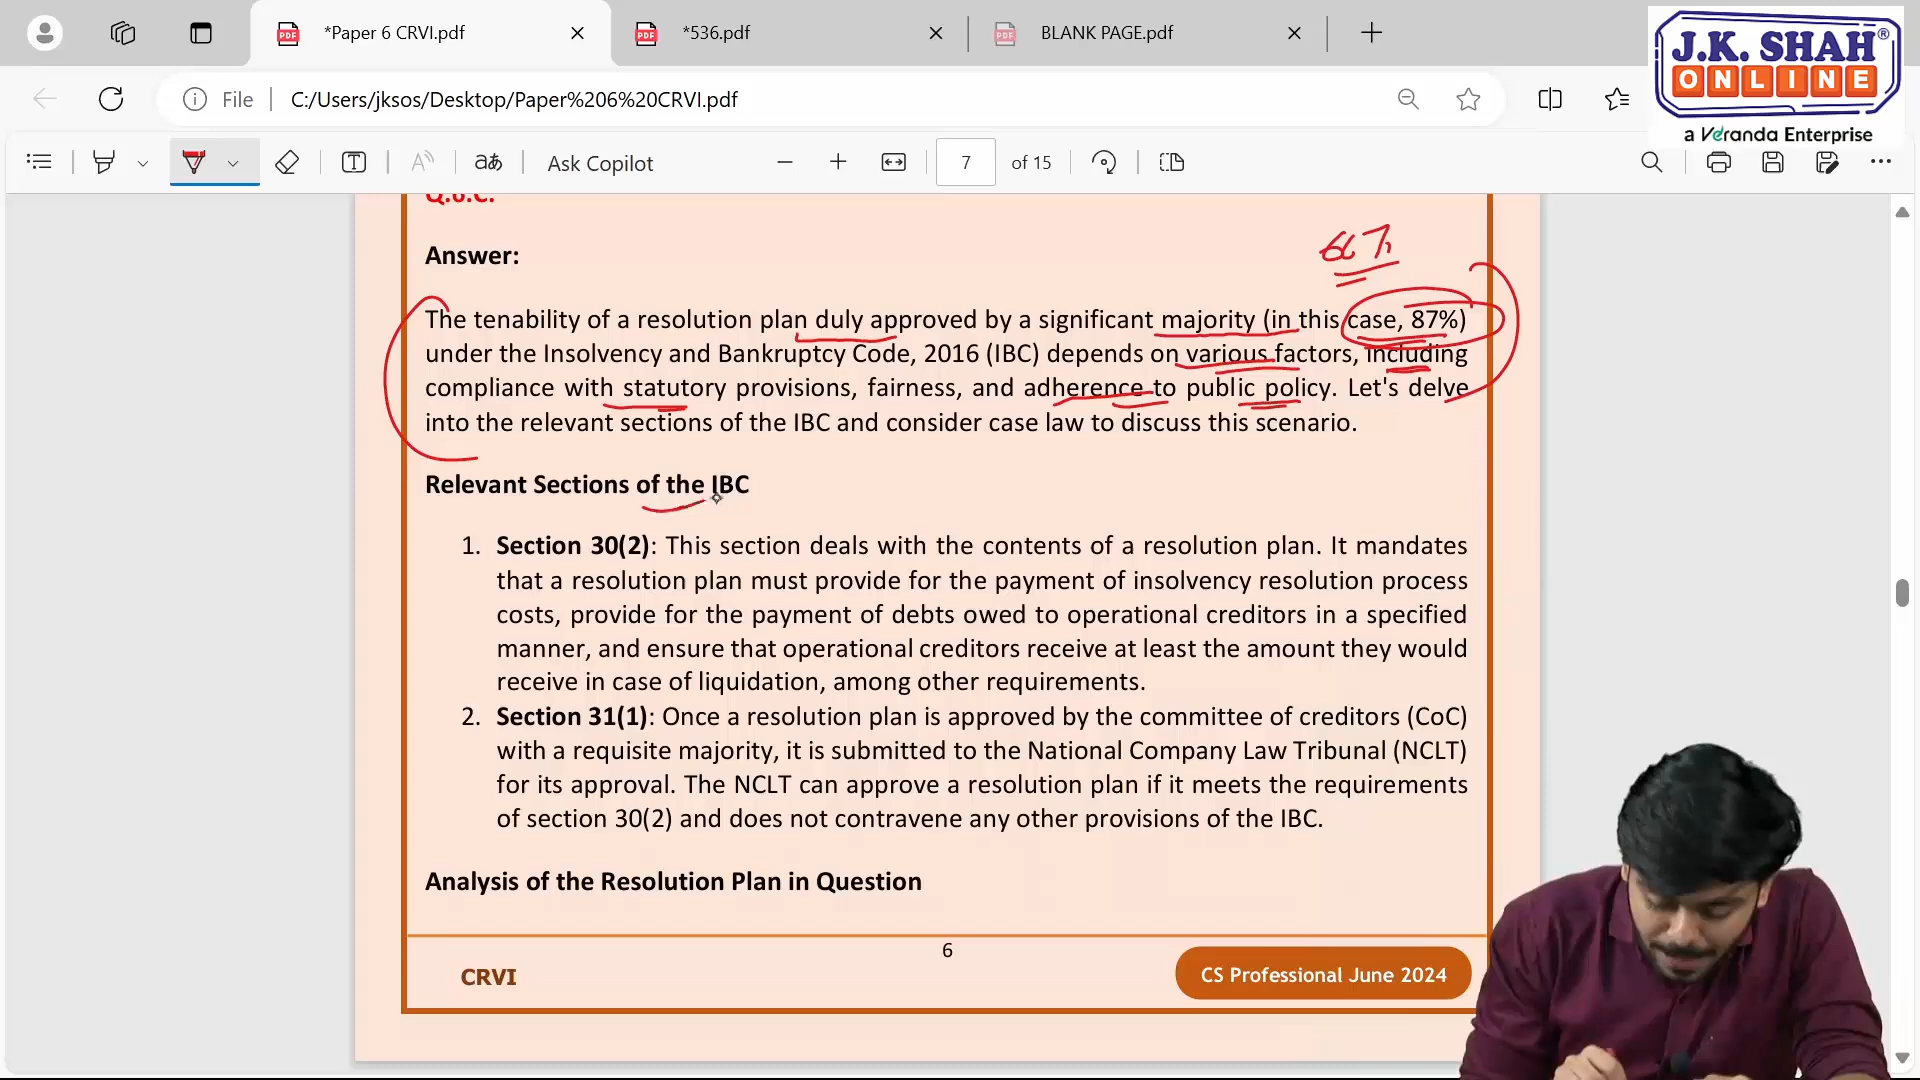 *Paper 6 CRVI.pdf
*536.pdf
BLANK PAGE.pdf
J.K. SHAH®
ONLINE
a Veranda Enterprise
File
C:/Users/jksos/Desktop/Paper%206%20CRVI.pdf
aあ
Ask Copilot
7
of 15
Q.6.C.
Answer:
66%
The tenability of a resolution plan duly approved by a significant majority (in this case, 87%)
under the Insolvency and Bankruptcy Code, 2016 (IBC) depends on various factors, including
compliance with statutory provisions, fairness, and adherence to public policy. Let's delve
into the relevant sections of the IBC and consider case law to discuss this scenario.
Relevant Sections of the IBC
1. Section 30(2): This section deals with the contents of a resolution plan. It mandates
that a resolution plan must provide for the payment of insolvency resolution process
costs, provide for the payment of debts owed to operational creditors in a specified
manner, and ensure that operational creditors receive at least the amount they would
receive in case of liquidation, among other requirements.
2. Section 31(1): Once a resolution plan is approved by the committee of creditors (CoC)
with a requisite majority, it is submitted to the National Company Law Tribunal (NCLT)
for its approval. The NCLT can approve a resolution plan if it meets the requirements
of section 30(2) and does not contravene any other provisions of the IBC.
Analysis of the Resolution Plan in Question
6
CRVI
CS Professional June 2024